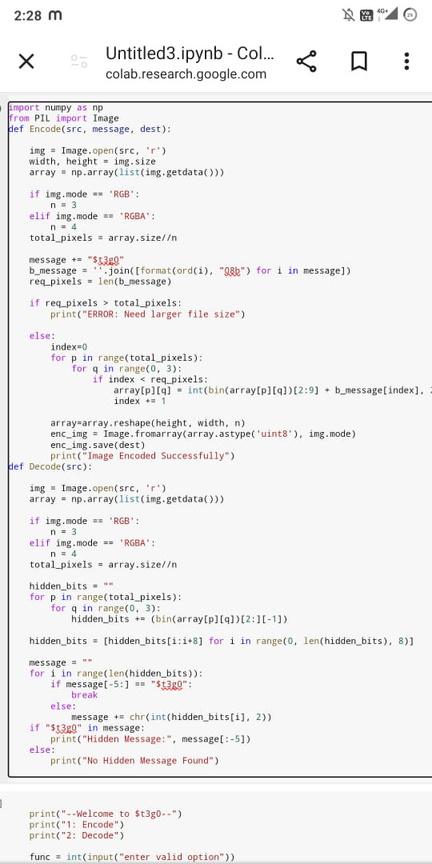 2:28 m
Untitled3.ipynb - Col...
colab.research.google.com
import numpy as np
from PIL import Image
def Encode(src, message, dest):
img = Image.open(src, 'r')
width, height = img.size
array = np.array(list(img.getdata()))
if img.mode == 'RGB':
n = 3
elif img.mode == 'RGBA':
n = 4
total_pixels = array.size//n
message += "$t3g0"
b_message = ''.join([format(ord(i), "08b") for i in message])
req_pixels = len(b_message)
if req_pixels > total_pixels:
print("ERROR: Need larger file size")
else:
index=0
for p in range(total_pixels):
for q in range(0, 3):
if index < req_pixels:
array[p][q] = int(bin(array[p][q])[2:9] + b_message[index], 2
index += 1
array=array.reshape(height, width, n)
enc_img = Image.fromarray(array.astype('uint8'), img.mode)
enc_img.save(dest)
print("Image Encoded Successfully")
def Decode(src):
img = Image.open(src, 'r')
array = np.array(list(img.getdata()))
if img.mode == 'RGB':
n = 3
elif img.mode == 'RGBA':
n = 4
total_pixels = array.size//n
hidden_bits = ""
for p in range(total_pixels):
for q in range(0, 3):
hidden_bits += (bin(array[p][q])[2:][-1])
hidden_bits = [hidden_bits[i:i+8] for i in range(0, len(hidden_bits), 8)]
message = ""
for i in range(len(hidden_bits)):
if message[-5:] == "$t3g0":
break
else:
message += chr(int(hidden_bits[i], 2))
if "$t3g0" in message:
print("Hidden Message:", message[:-5])
else:
print("No Hidden Message Found")
print("--Welcome to $t3g0--")
print("1: Encode")
print("2: Decode")
func = int(input("enter valid option"))